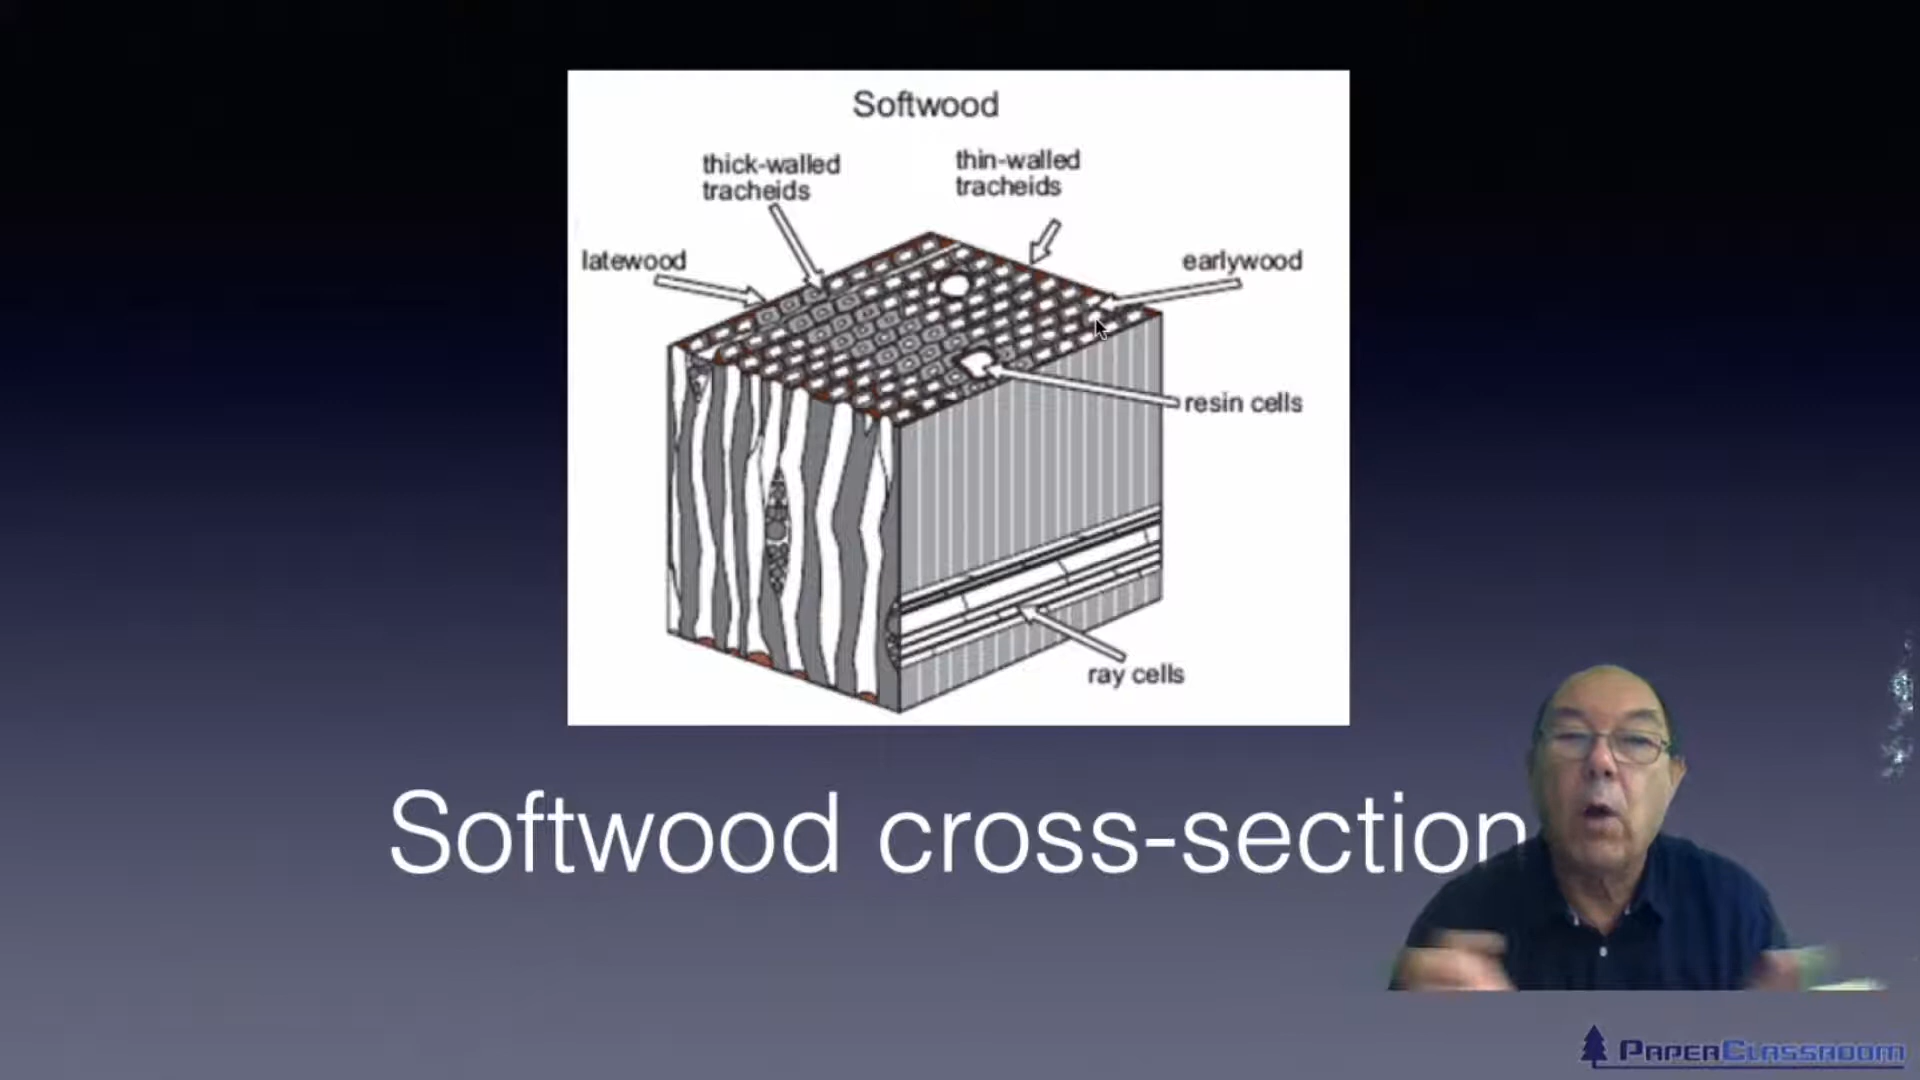 Softwood
thick-walled
tracheids
thin-walled
tracheids
latewood
earlywood
resin cells
ray cells
Softwood cross-section
PAPERCLASSROOM